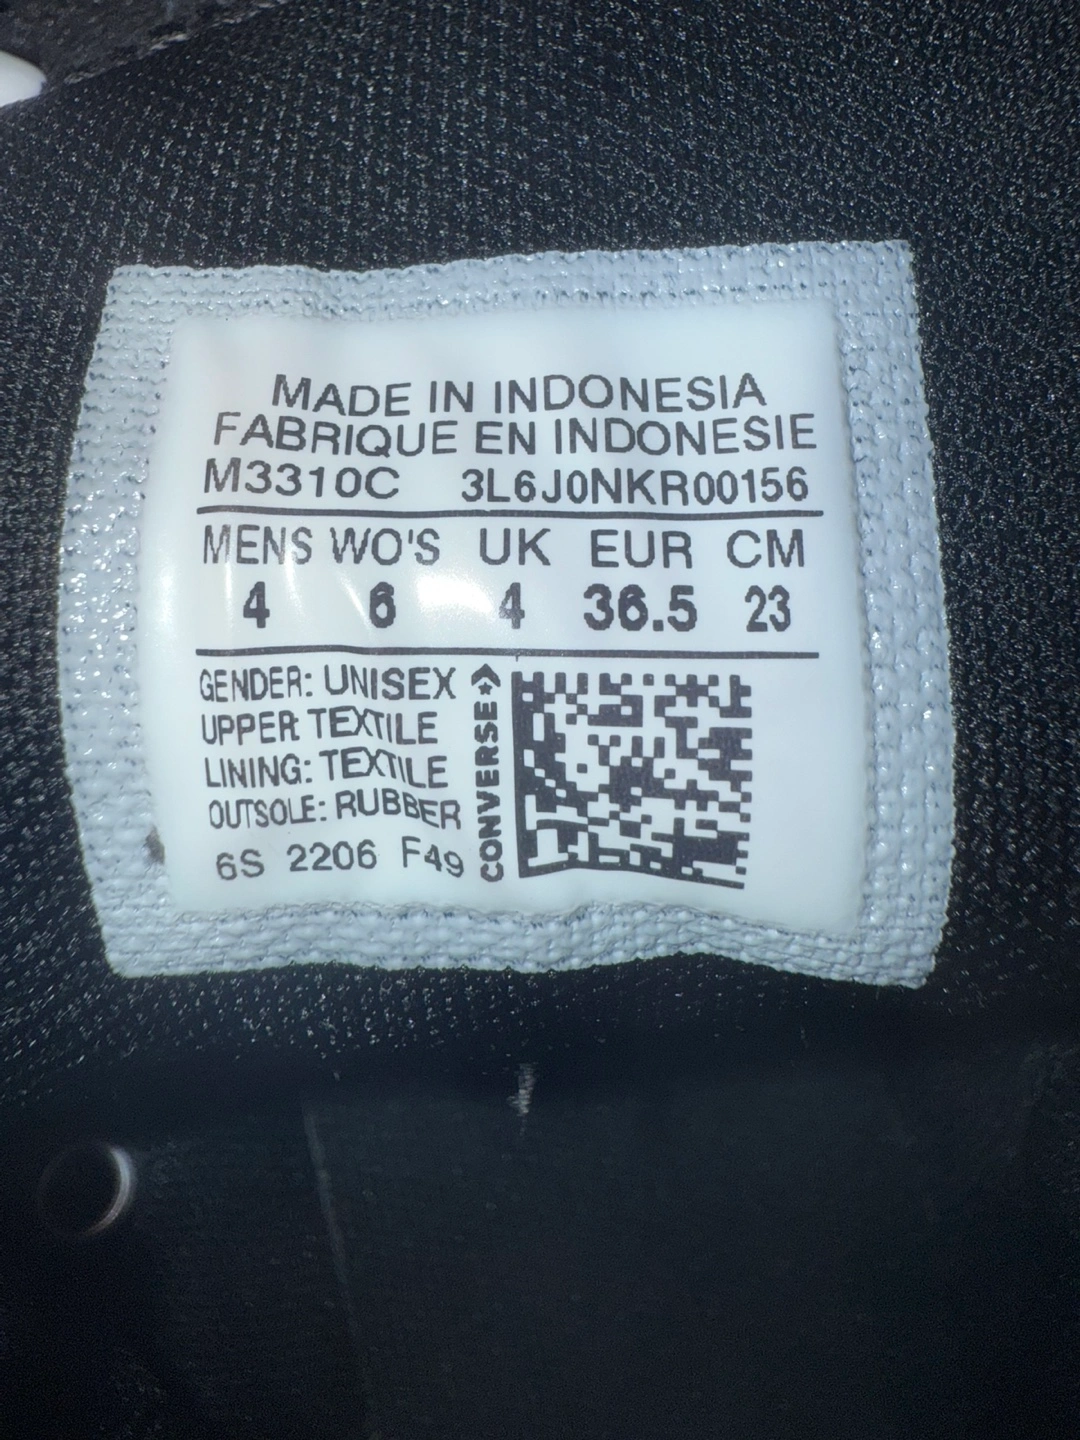 MADE IN INDONESIA
FABRIQUE EN INDONESIE
M3310C 3L6J0NKR00156
MENS WO'S UK EUR CM
4 6 4 36.5 23
GENDER: UNISEX
UPPER: TEXTILE
LINING: TEXTILE
OUTSOLE: RUBBER
6S 2206 F49
CONVERSE